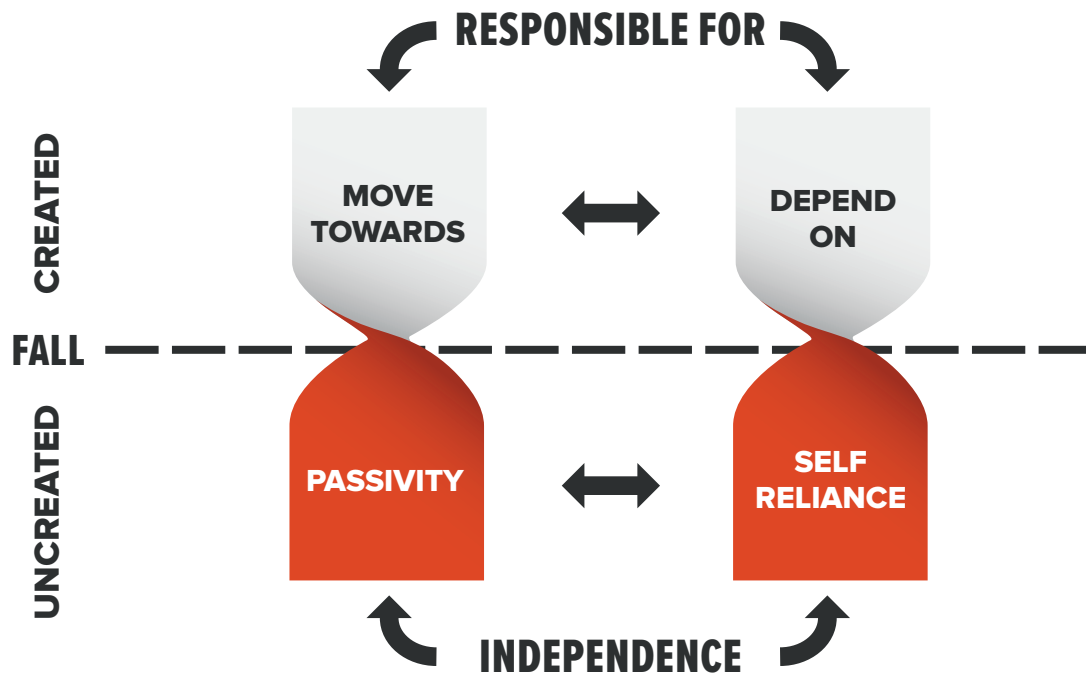 RESPONSIBLE FOR
CREATED
MOVE
TOWARDS
DEPEND
ON
FALL
UNCREATED
PASSIVITY
SELF
RELIANCE
INDEPENDENCE